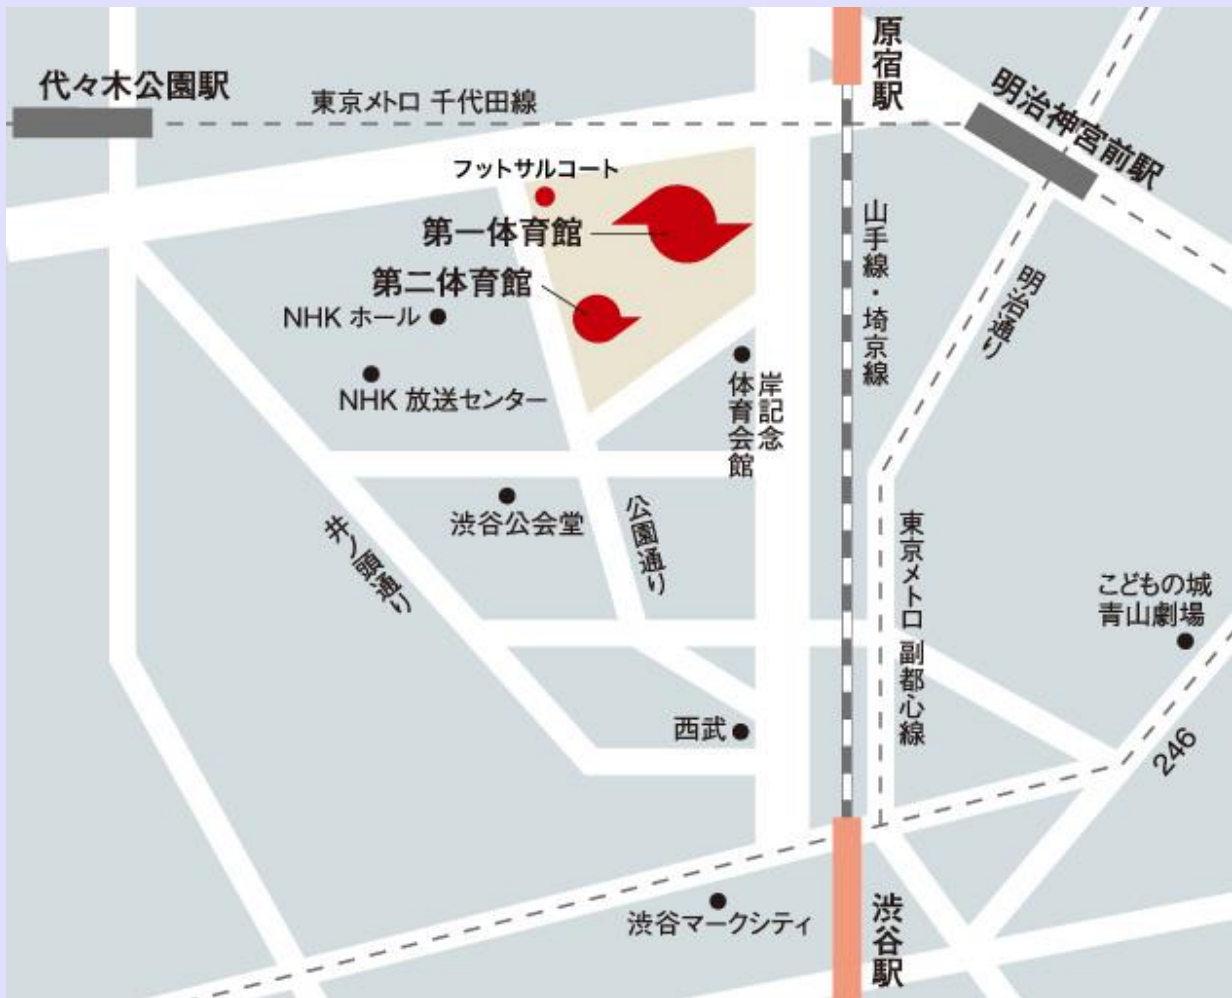 原宿駅
代々木公園駅
東京メトロ 千代田線
明治神宮前駅
フットサルコート
第一体育館
第二体育館
NHK ホール
NHK 放送センター
山手線・埼京線
明治通り
岸記念
体育会館
渋谷公会堂
公園通り
井ノ頭通り
東京メトロ 副都心線
こどもの城
青山劇場
西武
246
渋谷マークシティ
渋谷駅